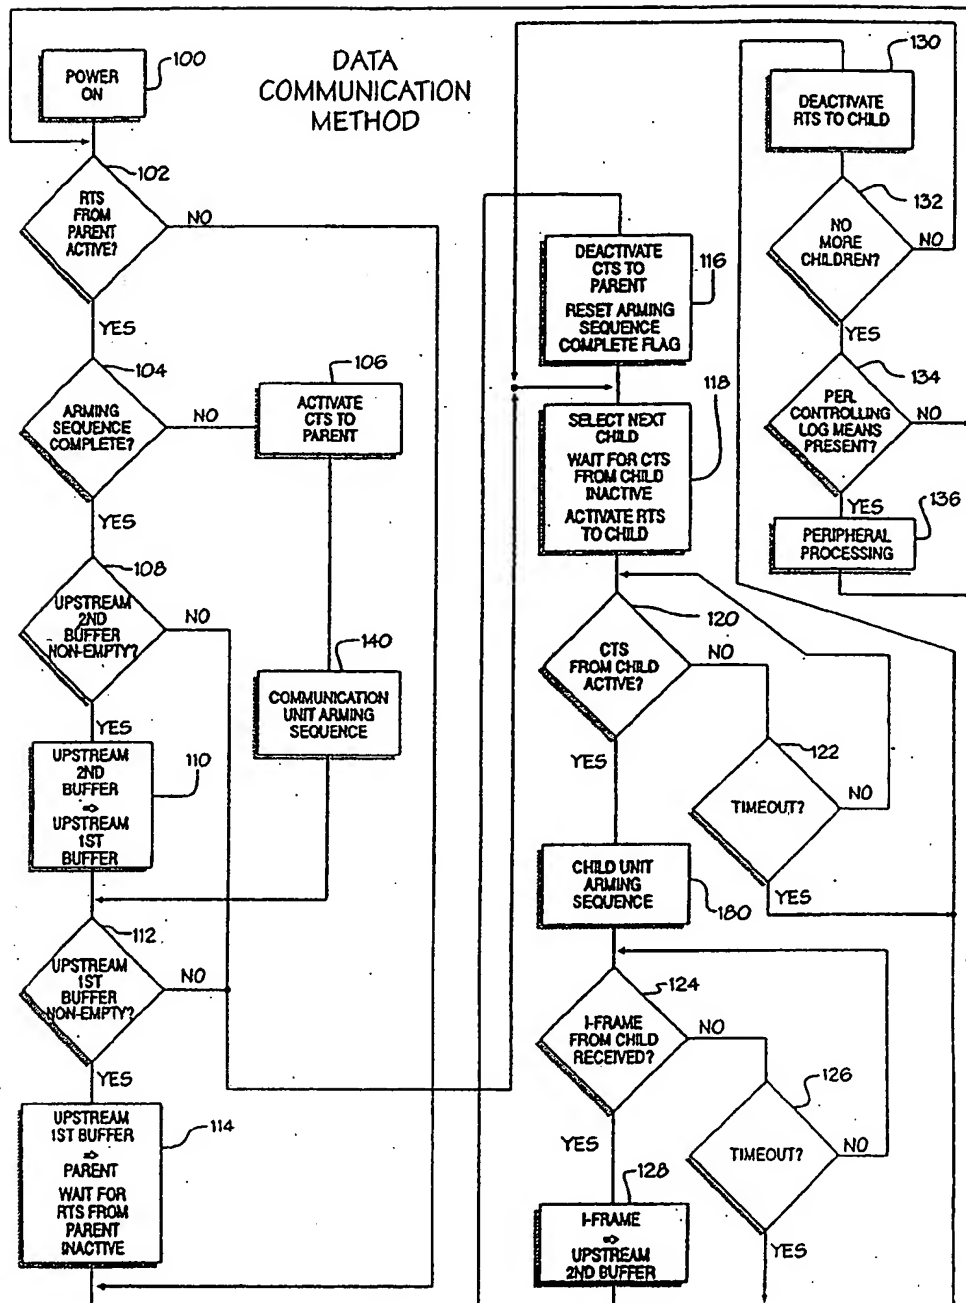 DATA
COMMUNICATION
METHOD
100
POWER
ON
102
RTS
FROM
PARENT
ACTIVE?
NO
YES
104
ARMING
SEQUENCE
COMPLETE?
NO
YES
106
ACTIVATE
CTS TO
PARENT
108
UPSTREAM
2ND
BUFFER
NON-EMPTY?
NO
YES
140
COMMUNICATION
UNIT ARMING
SEQUENCE
110
UPSTREAM
2ND
BUFFER
=>
UPSTREAM
1ST
BUFFER
112
UPSTREAM
1ST
BUFFER
NON-EMPTY?
NO
YES
114
UPSTREAM
1ST BUFFER
=>
PARENT
WAIT FOR
RTS FROM
PARENT
INACTIVE
116
DEACTIVATE
CTS TO
PARENT
RESET ARMING
SEQUENCE
COMPLETE FLAG
118
SELECT NEXT
CHILD
WAIT FOR CTS
FROM CHILD
INACTIVE
ACTIVATE RTS
TO CHILD
120
CTS
FROM CHILD
ACTIVE?
NO
YES
122
TIMEOUT?
NO
YES
CHILD UNIT
ARMING
SEQUENCE
180
124
I-FRAME
FROM CHILD
RECEIVED?
NO
YES
126
TIMEOUT?
NO
YES
128
I-FRAME
=>
UPSTREAM
2ND BUFFER
130
DEACTIVATE
RTS TO CHILD
132
NO
MORE
CHILDREN?
NO
YES
134
PER.
CONTROLLING
LOG MEANS
PRESENT?
NO
YES
136
PERIPHERAL
PROCESSING